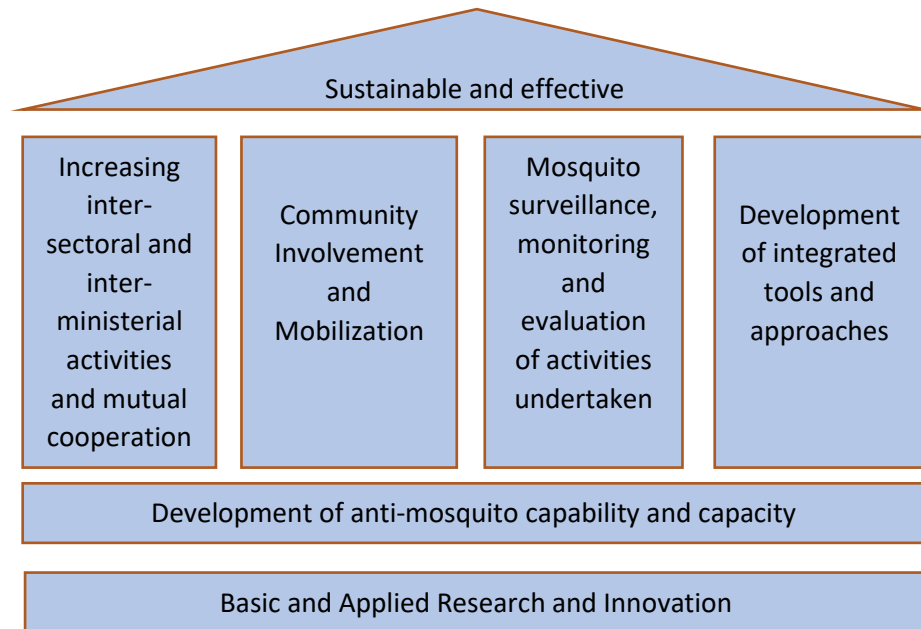 Sustainable and effective
Increasing
inter-
sectoral and
inter-
ministerial
activities
and mutual
cooperation
Community
Involvement
and
Mobilization
Mosquito
surveillance,
monitoring
and
evaluation
of activities
undertaken
Development
of integrated
tools and
approaches
Development of anti-mosquito capability and capacity
Basic and Applied Research and Innovation